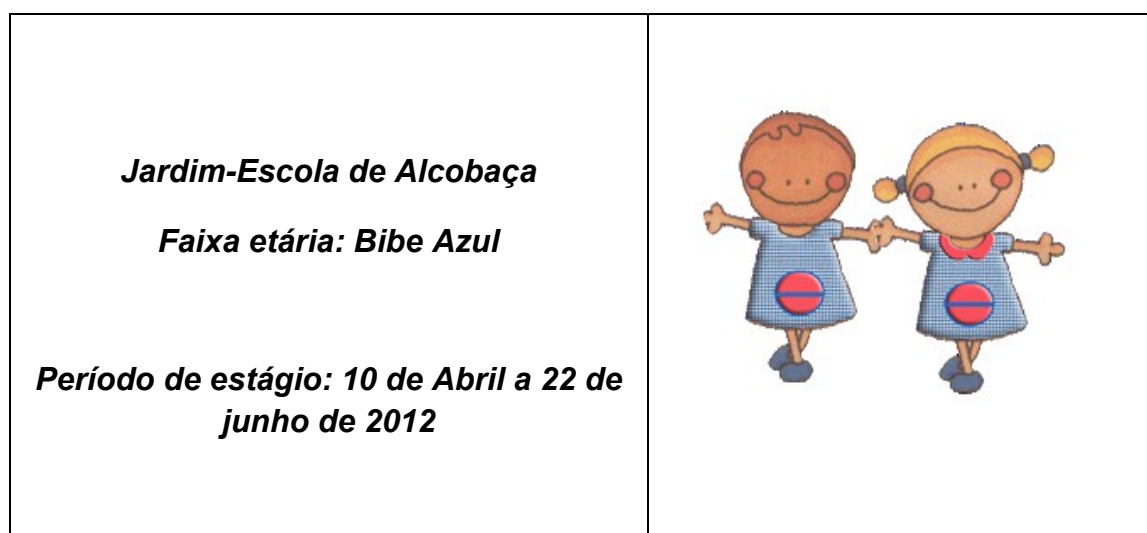 Jardim-Escola de Alcobaça
Faixa etária: Bibe Azul
Período de estágio: 10 de Abril a 22 de
junho de 2012